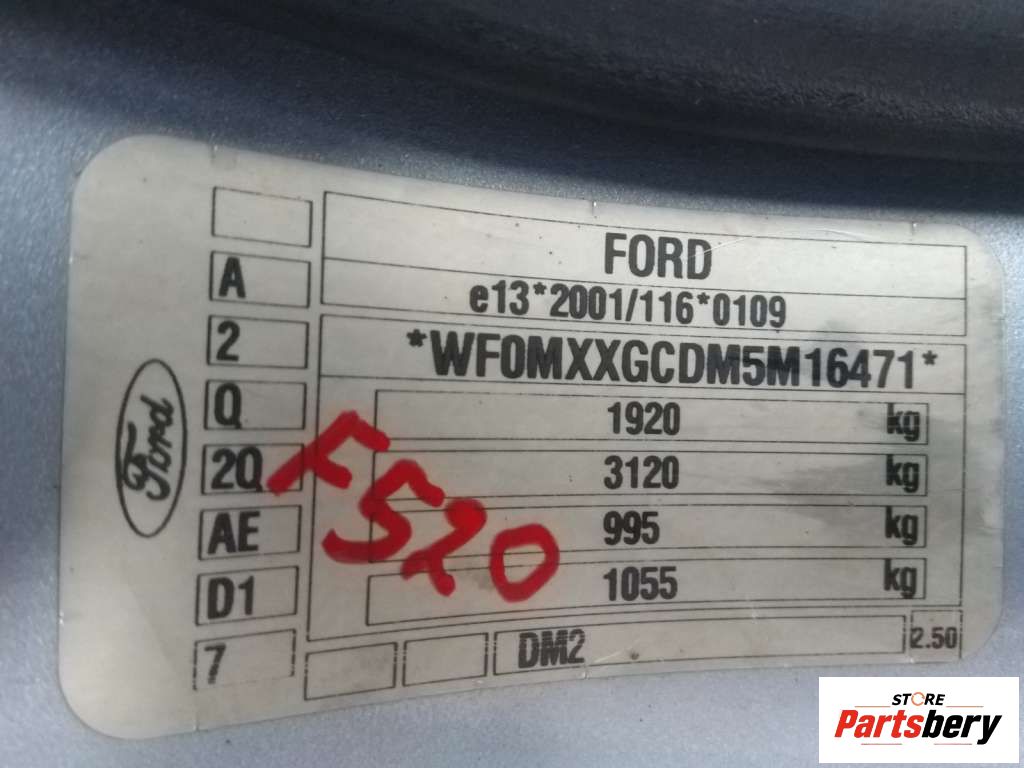 FORD
A
e13*2001/116*0109
2
*WF0MXXGCDM5M16471*
Q
1920 kg
2Q
3120 kg
AE
995 kg
D1
1055 kg
7
DM2
2.50
Ford
F520
STORE
Partsbery